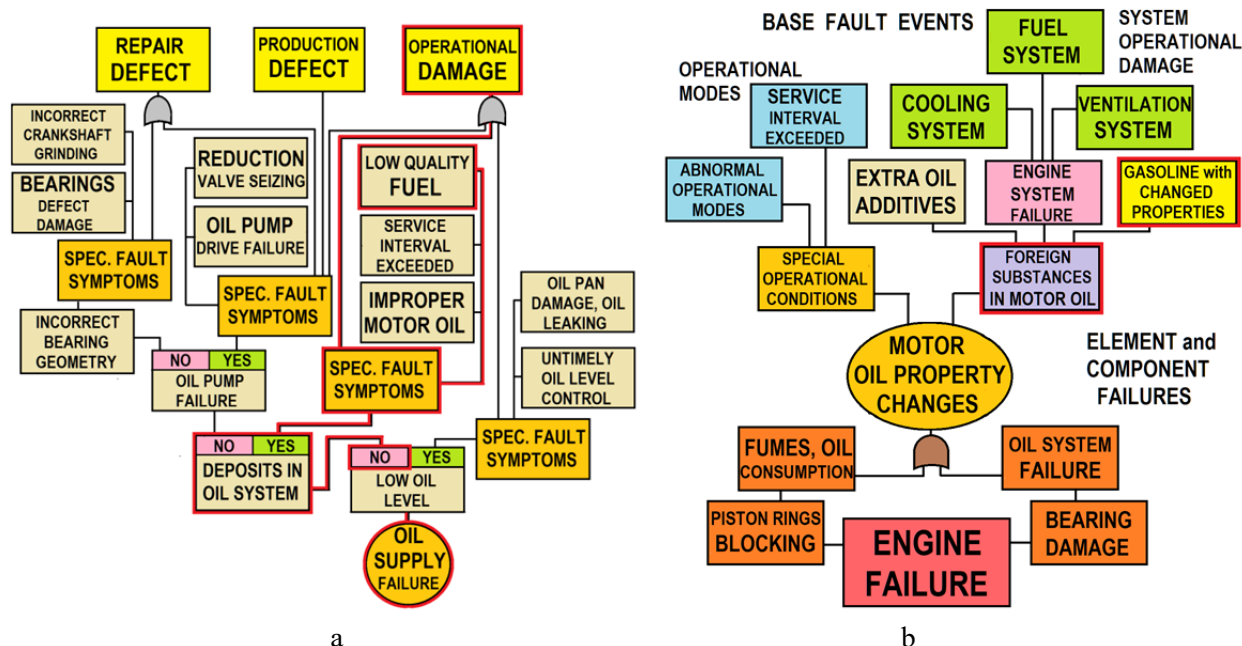 REPAIR
DEFECT
PRODUCTION
DEFECT
OPERATIONAL
DAMAGE
INCORRECT
CRANKSHAFT
GRINDING
REDUCTION
VALVE SEIZING
LOW QUALITY
FUEL
BEARINGS
DEFECT
DAMAGE
OIL PUMP
DRIVE FAILURE
SERVICE
INTERVAL
EXCEEDED
SPEC. FAULT
SYMPTOMS
SPEC. FAULT
SYMPTOMS
IMPROPER
MOTOR OIL
OIL PAN
DAMAGE, OIL
LEAKING
INCORRECT
BEARING
GEOMETRY
NO YES
OIL PUMP
FAILURE
SPEC. FAULT
SYMPTOMS
UNTIMELY
OIL LEVEL
CONTROL
NO YES
DEPOSITS IN
OIL SYSTEM
NO YES
LOW OIL
LEVEL
SPEC. FAULT
SYMPTOMS
OIL
SUPPLY
FAILURE
a
BASE FAULT EVENTS
FUEL
SYSTEM
SYSTEM
OPERATIONAL
DAMAGE
OPERATIONAL
MODES
SERVICE
INTERVAL
EXCEEDED
COOLING
SYSTEM
VENTILATION
SYSTEM
ABNORMAL
OPERATIONAL
MODES
EXTRA OIL
ADDITIVES
ENGINE
SYSTEM
FAILURE
GASOLINE with
CHANGED
PROPERTIES
SPECIAL
OPERATIONAL
CONDITIONS
FOREIGN
SUBSTANCES
IN MOTOR OIL
MOTOR
OIL PROPERTY
CHANGES
ELEMENT and
COMPONENT
FAILURES
FUMES, OIL
CONSUMPTION
OIL SYSTEM
FAILURE
PISTON RINGS
BLOCKING
ENGINE
FAILURE
BEARING
DAMAGE
b